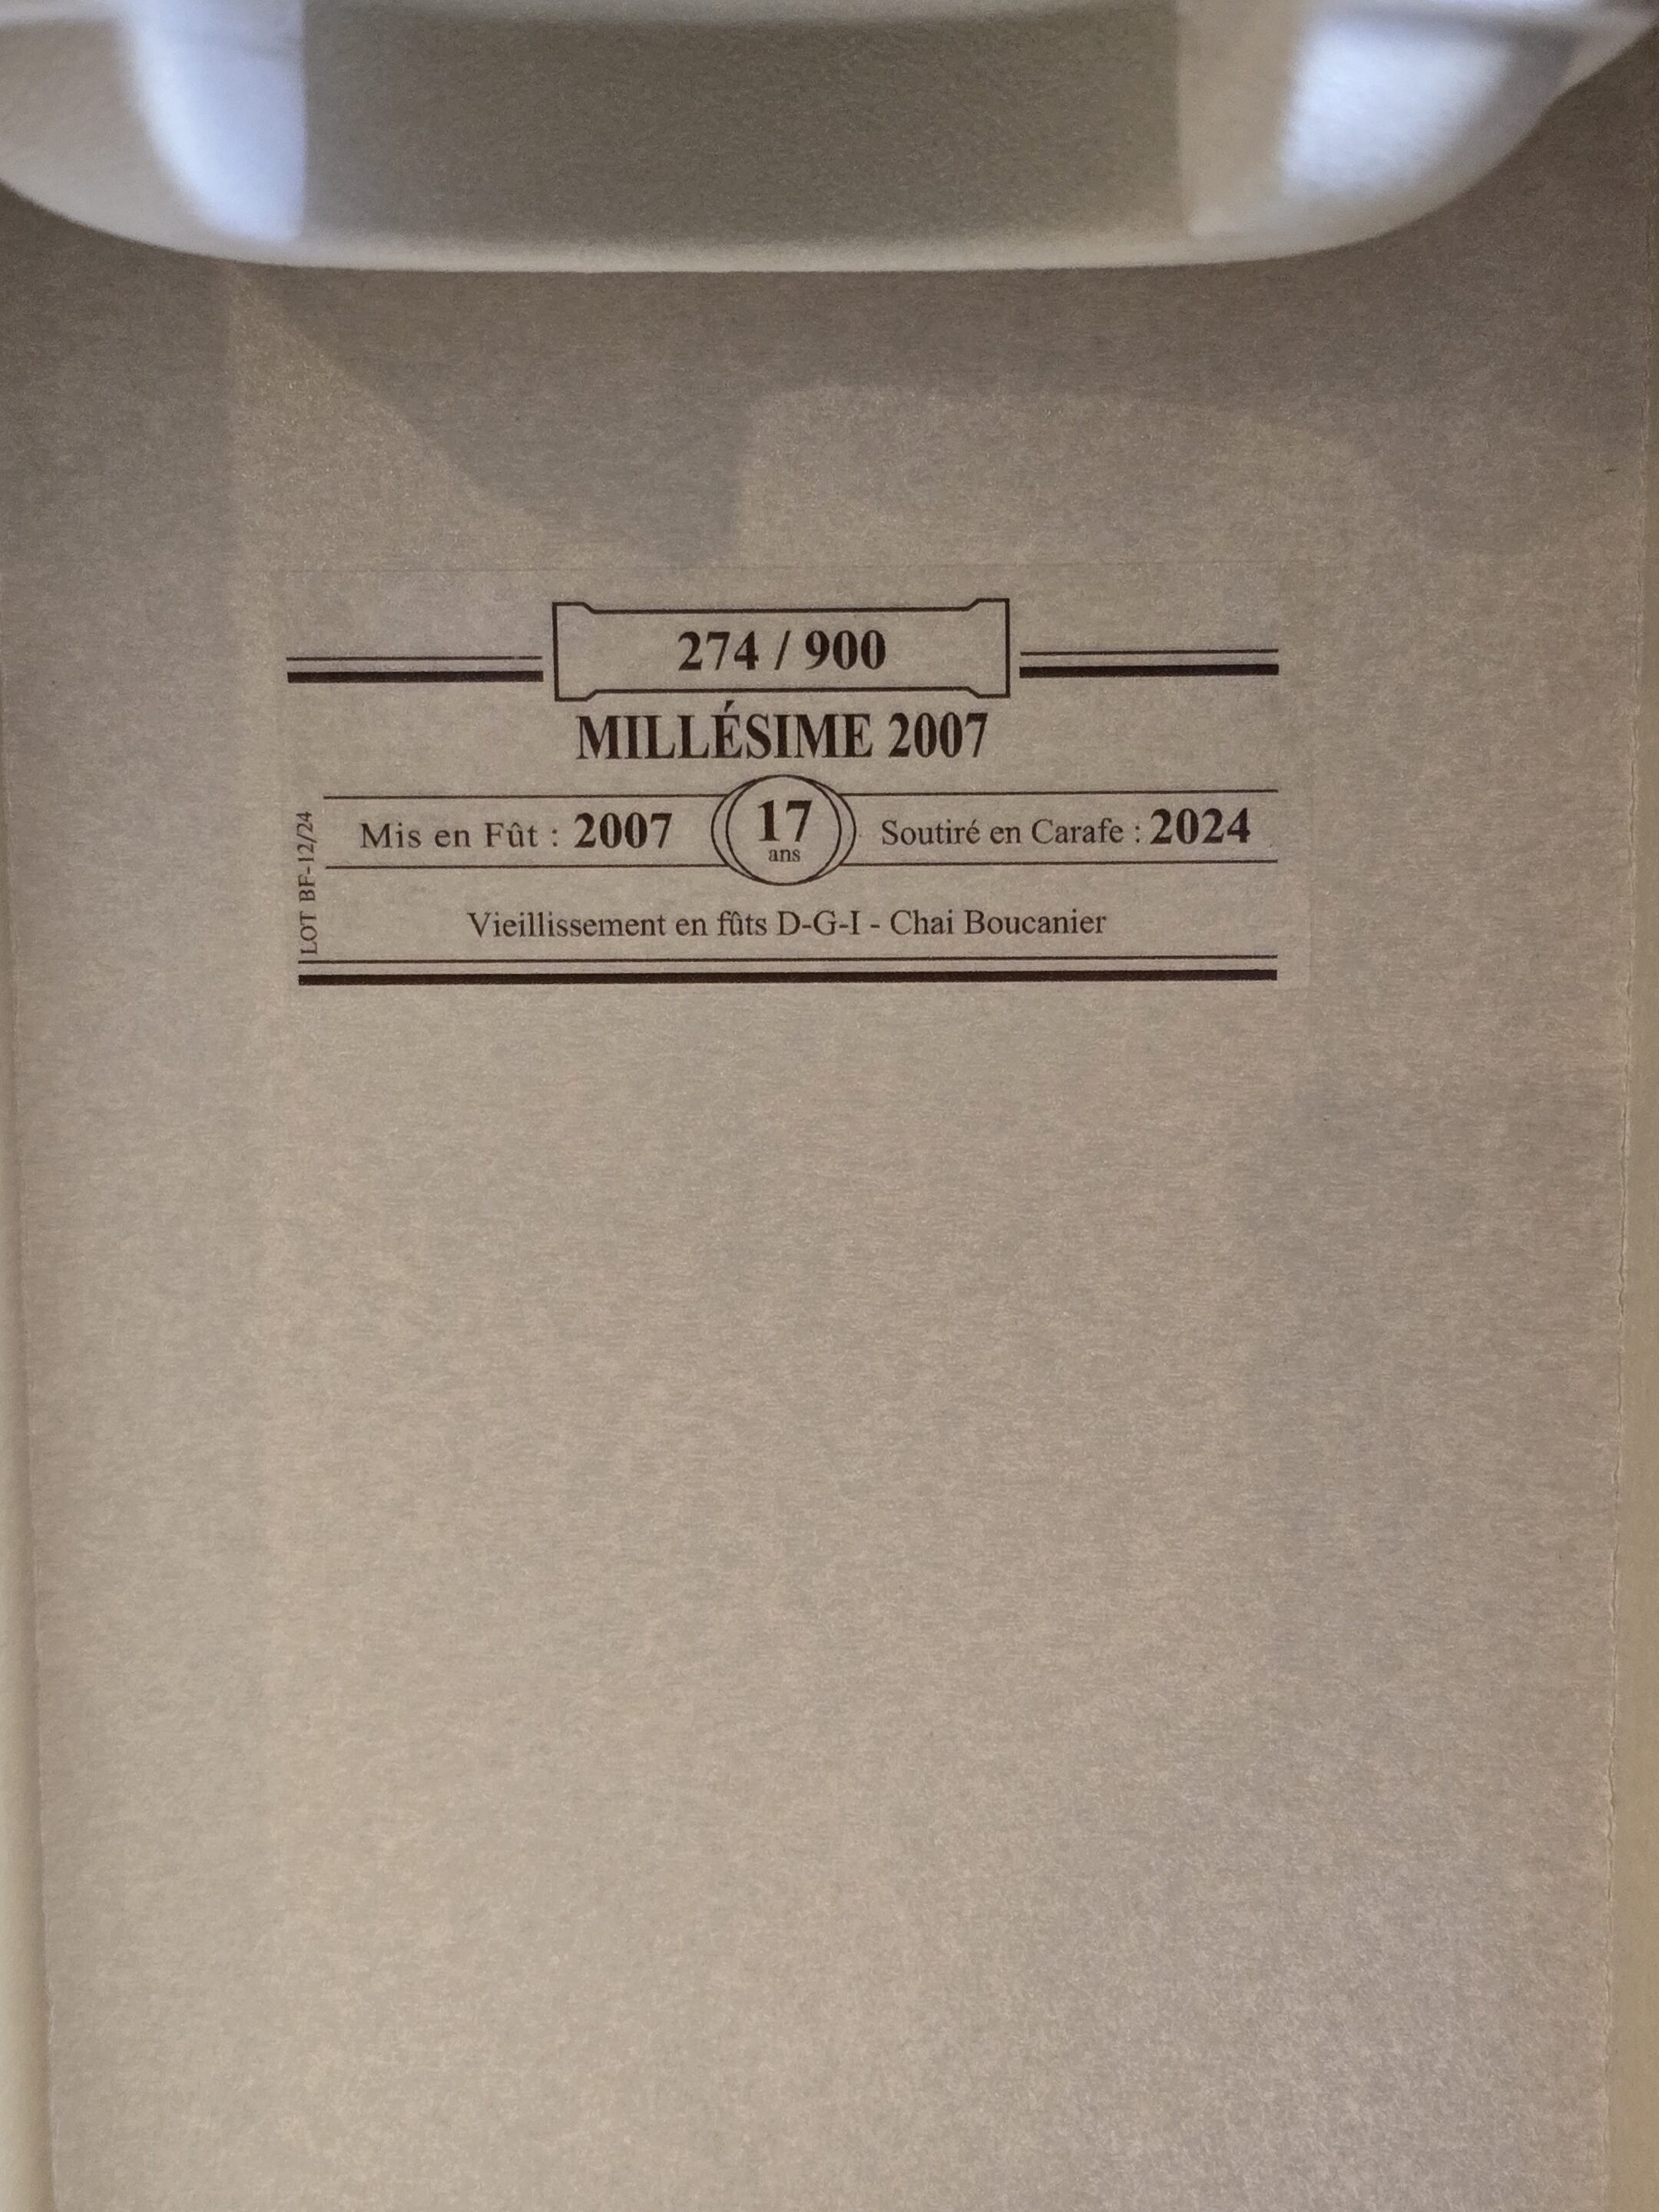 274 / 900
MILLÉSIME 2007
Mis en Fût : 2007
17
ans
Soutiré en Carafe : 2024
LOT BF-12/24
Vieillissement en fûts D-G-I - Chai Boucanier